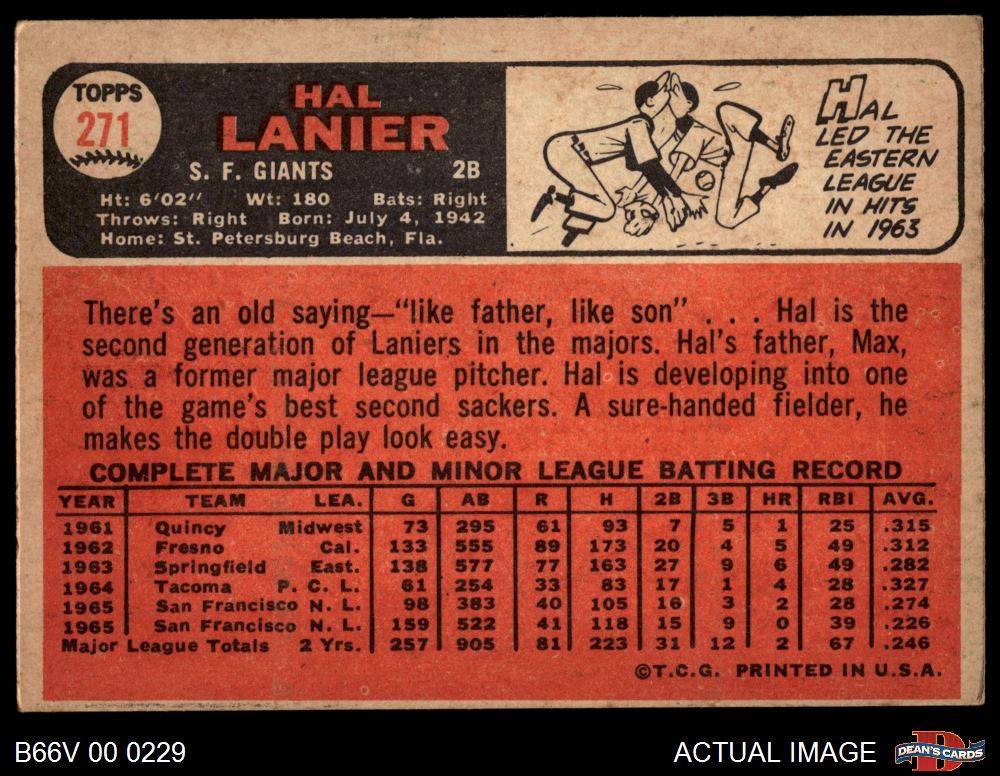 TOPPS
271
HAL
LANIER
S. F. GIANTS 2B
Ht: 6'02" Wt: 180 Bats: Right
Throws: Right Born: July 4, 1942
Home: St. Petersburg Beach, Fla.
HAL
LED THE
EASTERN
LEAGUE
IN HITS
IN 1963
There's an old saying—"like father, like son" . . . Hal is the
second generation of Laniers in the majors. Hal's father, Max,
was a former major league pitcher. Hal is developing into one
of the game's best second sackers. A sure-handed fielder, he
makes the double play look easy.
COMPLETE MAJOR AND MINOR LEAGUE BATTING RECORD
YEAR TEAM LEA. G AB R H 2B 3B HR RBI AVG.
1961 Quincy Midwest 73 295 61 93 7 5 1 25 .315
1962 Fresno Cal. 133 555 89 173 20 4 5 49 .312
1963 Springfield East. 138 577 77 163 27 9 6 49 .282
1964 Tacoma P. C. L. 61 254 33 83 17 1 4 28 .327
1965 San Francisco N. L. 98 383 40 105 16 3 2 28 .274
1965 San Francisco N. L. 159 522 41 118 15 9 0 39 .226
Major League Totals 2 Yrs. 257 905 81 223 31 12 2 67 .246
©T.C.G. PRINTED IN U.S.A.
B66V 00 0229
ACTUAL IMAGE
DEAN'S CARDS